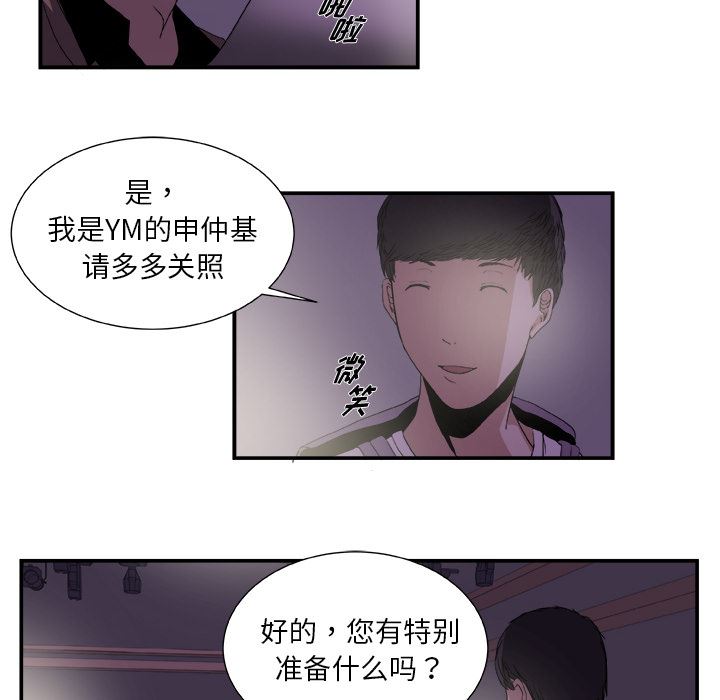 啦
是，
我是YM的申仲基
请多多关照
微笑
好的，您有特别
准备什么吗？